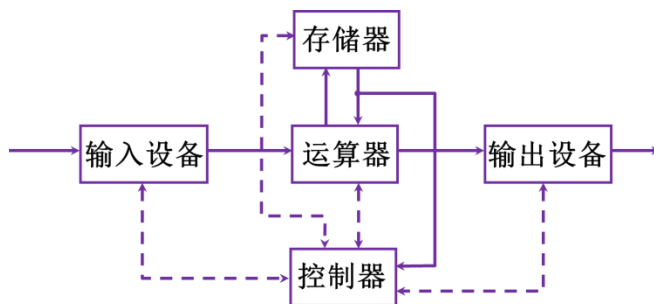 存储器
输入设备
运算器
输出设备
控制器